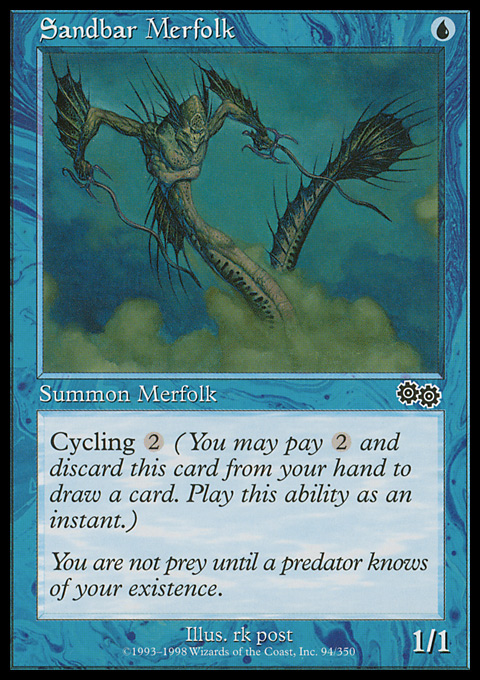 Sandbar Merfolk
Summon Merfolk
Cycling 2 (You may pay 2 and
discard this card from your hand to
draw a card. Play this ability as an
instant.)
You are not prey until a predator knows
of your existence.
Illus. rk post
©1993-1998 Wizards of the Coast, Inc. 94/350
1/1